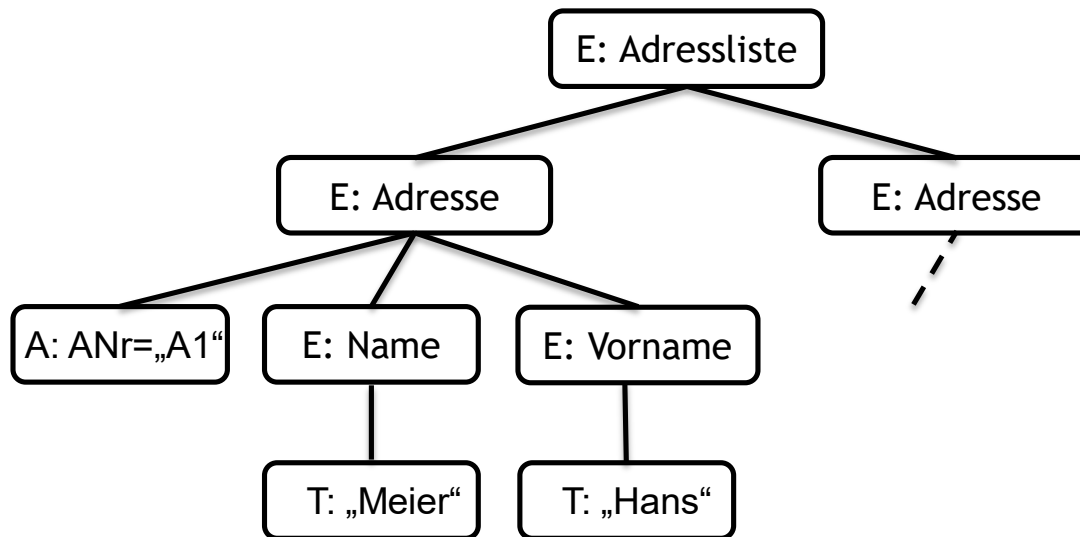 E: Adressliste
E: Adresse
E: Adresse
A: ANr=„A1“
E: Name
E: Vorname
T: „Meier“
T: „Hans“